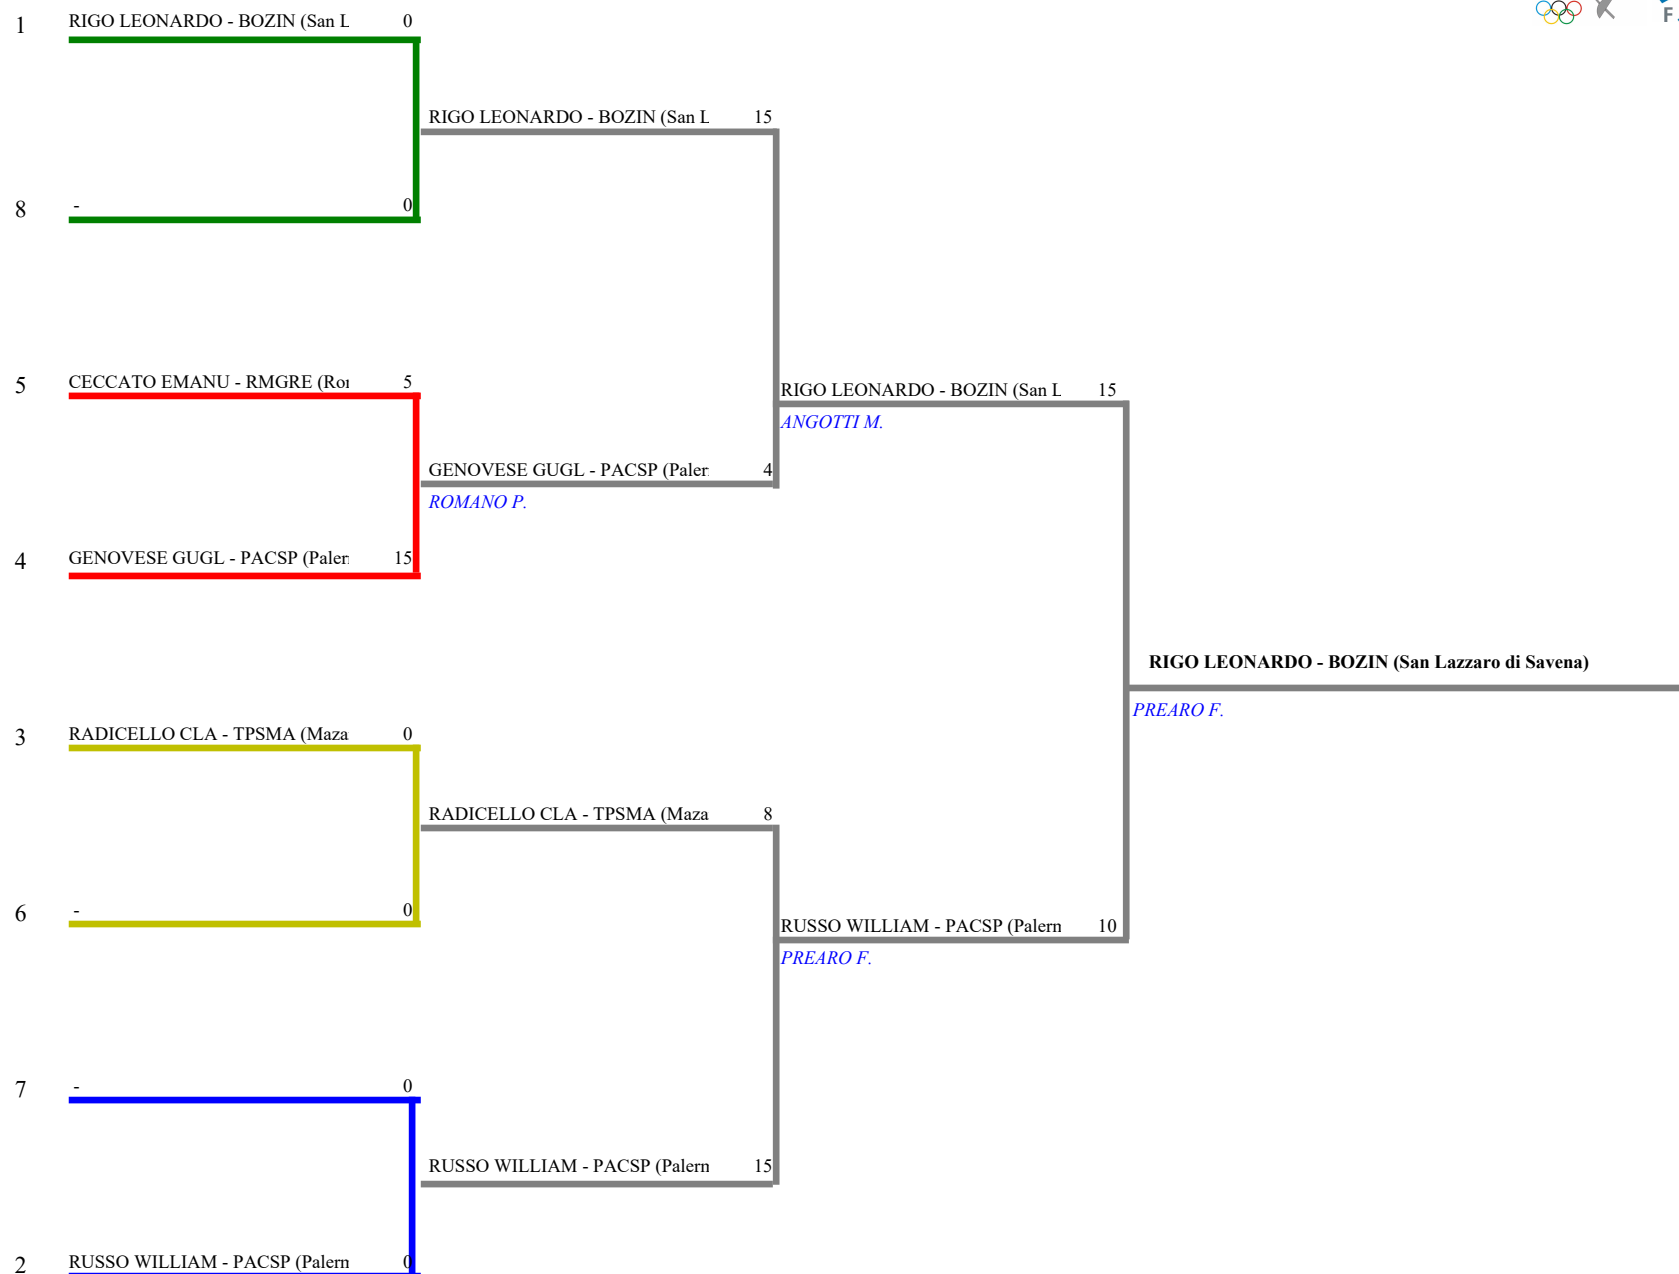 1 RIGO LEONARDO - BOZIN (San L 0
F
RIGO LEONARDO - BOZIN (San L 15
8 - 0
5 CECCATO EMANU - RMGRE (Ro 5
RIGO LEONARDO - BOZIN (San L 15
ANGOTTI M.
GENOVESE GUGL - PACSP (Paler 4
ROMANO P.
4 GENOVESE GUGL - PACSP (Paler 15
RIGO LEONARDO - BOZIN (San Lazzaro di Savena)
PREARO F.
3 RADICELLO CLA - TPSMA (Maza 0
RADICELLO CLA - TPSMA (Maza 8
6 - 0
RUSSO WILLIAM - PACSP (Palern 10
PREARO F.
7 - 0
RUSSO WILLIAM - PACSP (Palern 15
2 RUSSO WILLIAM - PACSP (Palern 0